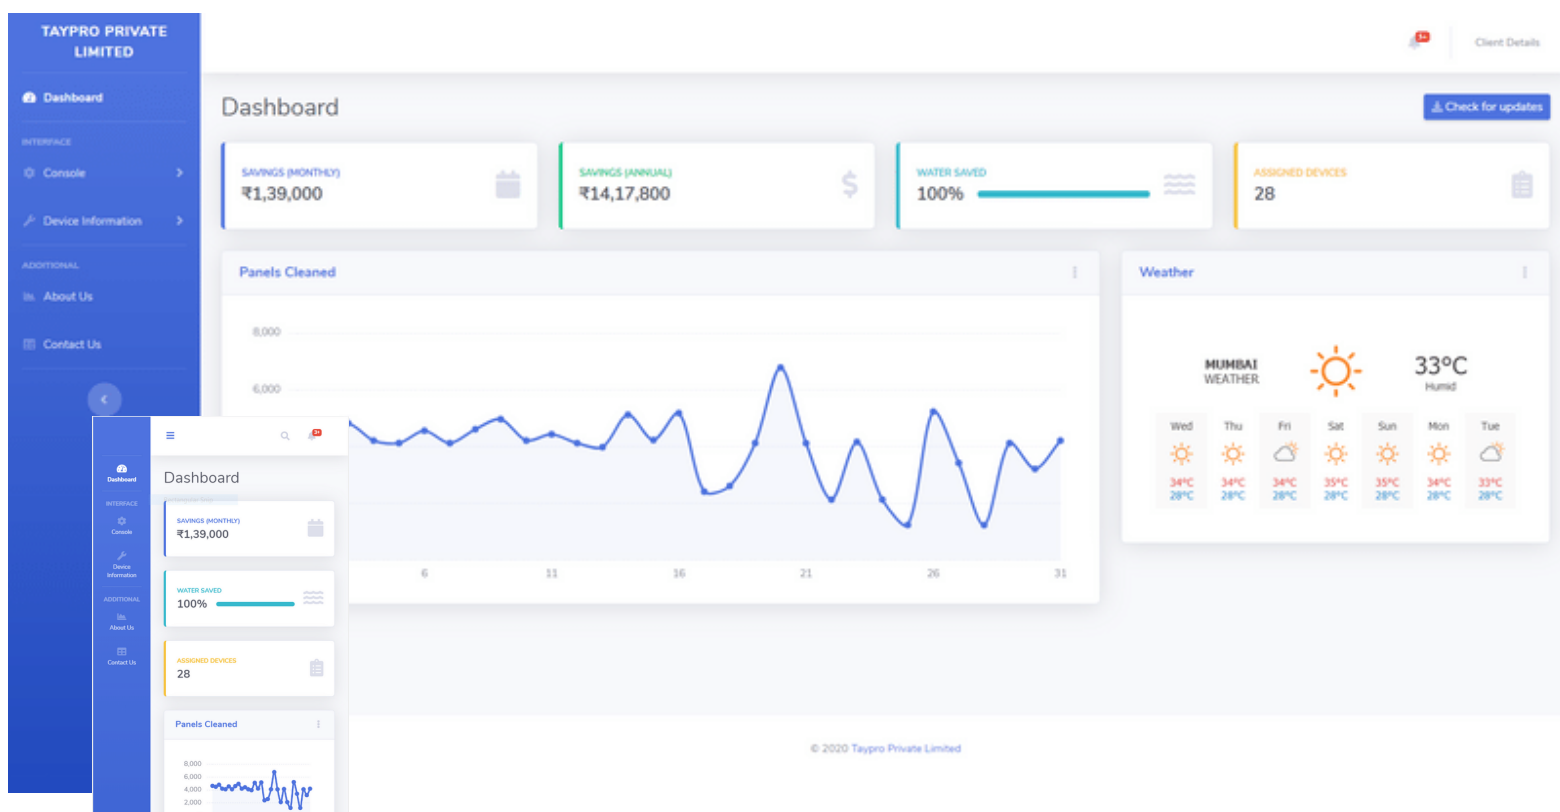 TAYPRO PRIVATE
LIMITED
Dashboard
INTERFACE
Console
Device Information
ADDITIONAL
About Us
Contact Us
3+
Client Details
Dashboard
Check for updates
SAVINGS (MONTHLY)
₹1,39,000
SAVINGS (ANNUAL)
₹14,17,800
WATER SAVED
100%
ASSIGNED DEVICES
28
Panels Cleaned
8,000
6,000
6 11 16 21 26 31
Weather
MUMBAI
WEATHER
33°C
Humid
Wed Thu Fri Sat Sun Mon Tue
34°C 34°C 34°C 35°C 35°C 34°C 33°C
28°C 28°C 28°C 28°C 28°C 28°C 28°C
© 2020 Taypro Private Limited
3+
Dashboard
INTERFACE
Console
Device
Information
ADDITIONAL
About Us
Contact Us
Dashboard
SAVINGS (MONTHLY)
₹1,39,000
WATER SAVED
100%
ASSIGNED DEVICES
28
Panels Cleaned
8,000
6,000
4,000
2,000